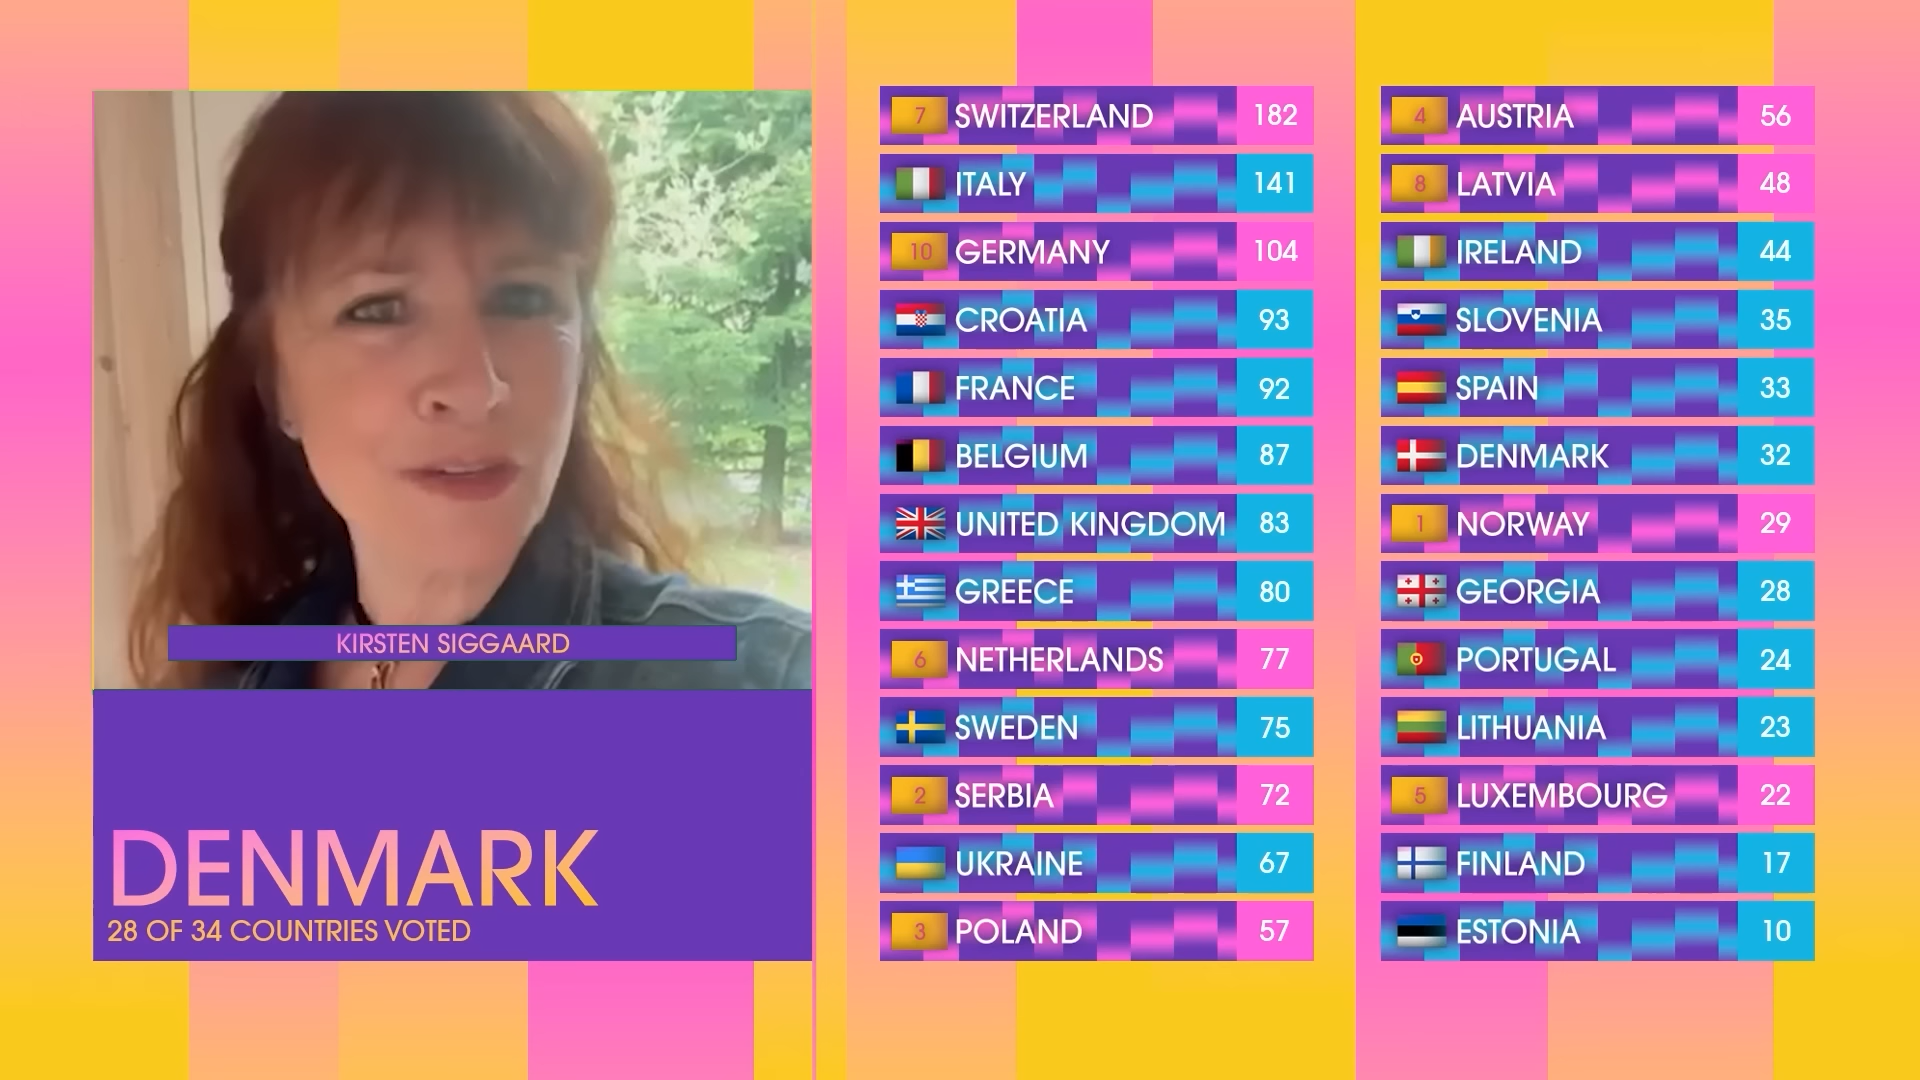 KIRSTEN SIGGAARD
DENMARK
28 OF 34 COUNTRIES VOTED
7 SWITZERLAND 182
ITALY 141
10 GERMANY 104
CROATIA 93
FRANCE 92
BELGIUM 87
UNITED KINGDOM 83
GREECE 80
6 NETHERLANDS 77
SWEDEN 75
2 SERBIA 72
UKRAINE 67
3 POLAND 57
4 AUSTRIA 56
8 LATVIA 48
IRELAND 44
SLOVENIA 35
SPAIN 33
DENMARK 32
1 NORWAY 29
GEORGIA 28
PORTUGAL 24
LITHUANIA 23
5 LUXEMBOURG 22
FINLAND 17
ESTONIA 10